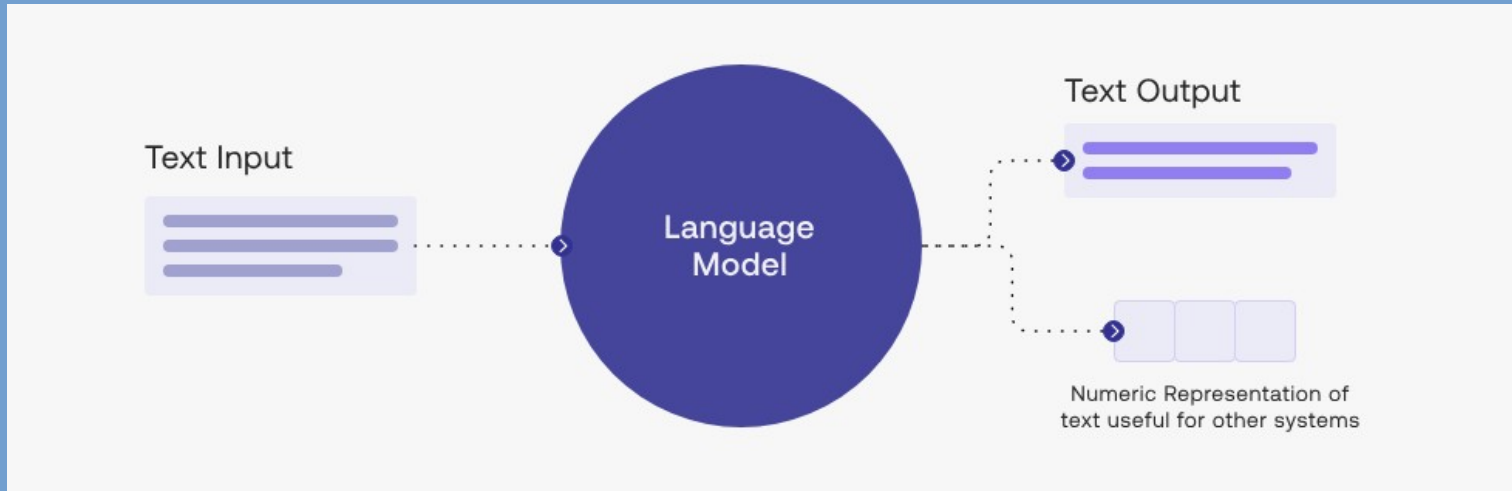 Text Input
Language
Model
Text Output
Numeric Representation of
text useful for other systems